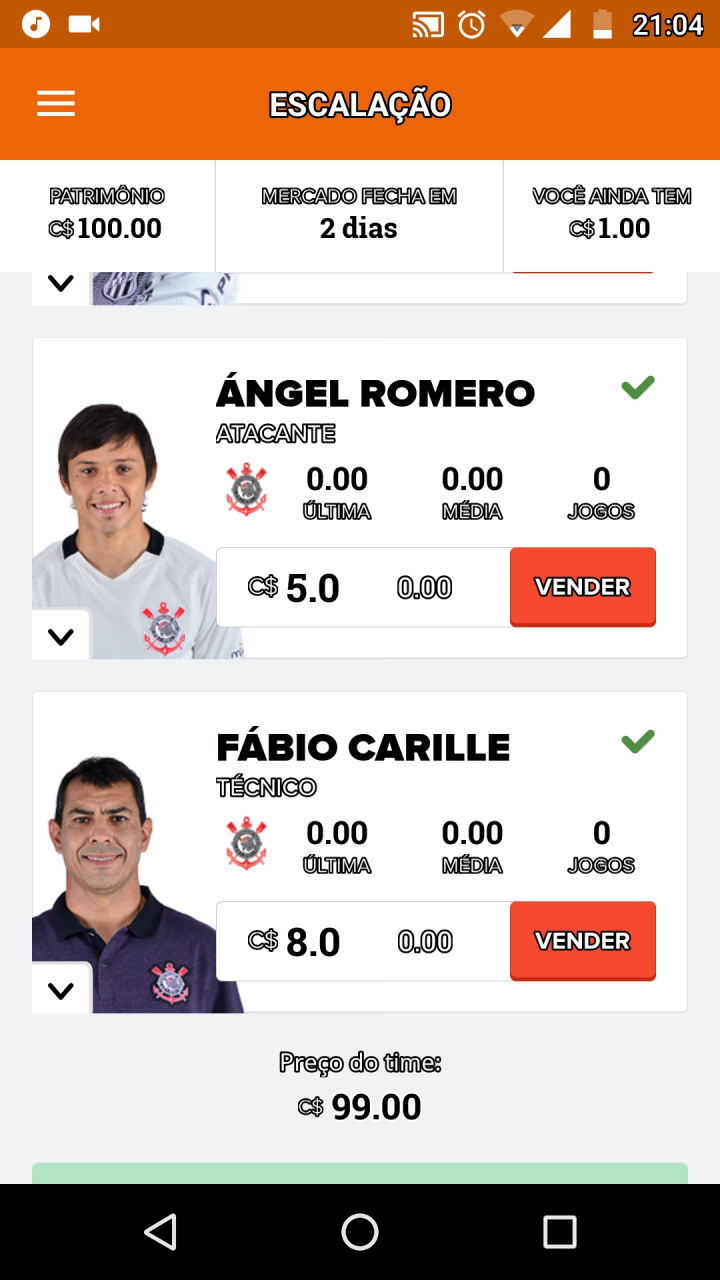 21:04
ESCALAÇÃO
PATRIMÔNIO
C$ 100.00
MERCADO FECHA EM
2 dias
VOCÊ AINDA TEM
C$ 1.00
ÁNGEL ROMERO
ATACANTE
0.00 0.00 0
ÚLTIMA MÉDIA JOGOS
C$ 5.0 0.00 VENDER
FÁBIO CARILLE
TÉCNICO
0.00 0.00 0
ÚLTIMA MÉDIA JOGOS
C$ 8.0 0.00 VENDER
Preço do time:
C$ 99.00